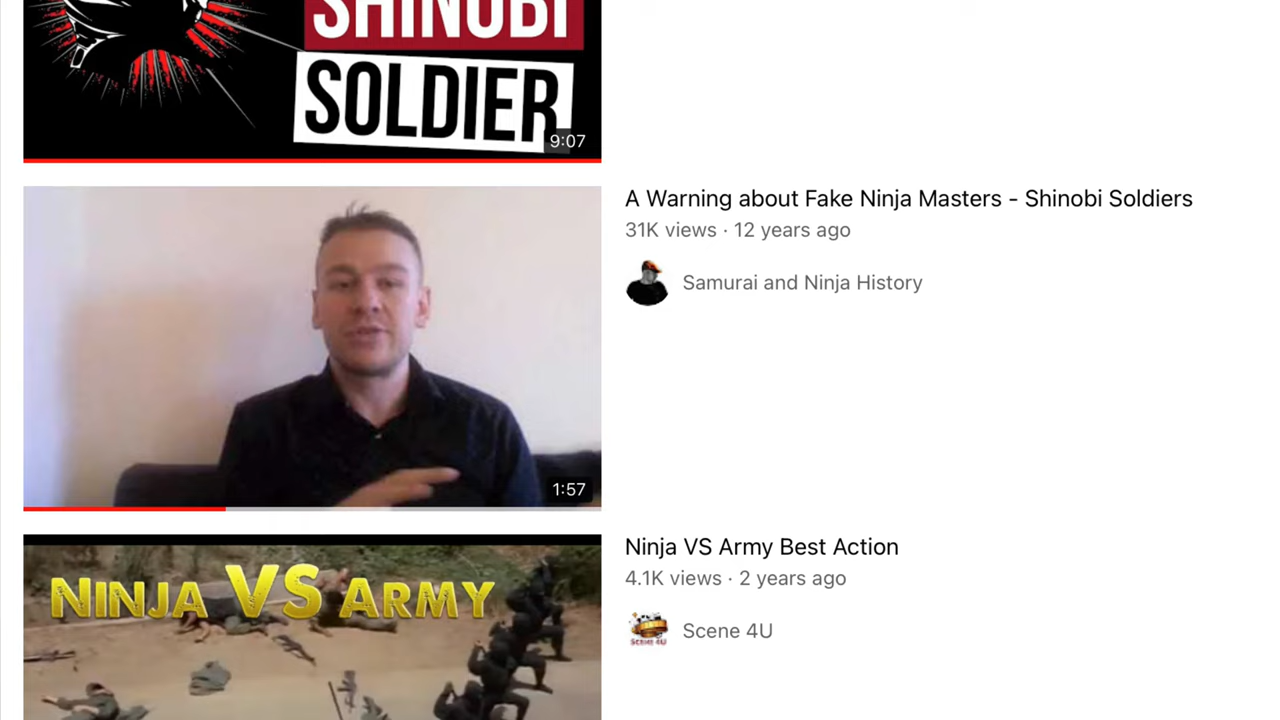 SHINOBI
SOLDIER
9:07
A Warning about Fake Ninja Masters - Shinobi Soldiers
31K views · 12 years ago
Samurai and Ninja History
1:57
Ninja VS Army Best Action
4.1K views · 2 years ago
NINJA VS ARMY
Scene 4U
SCENE 4U